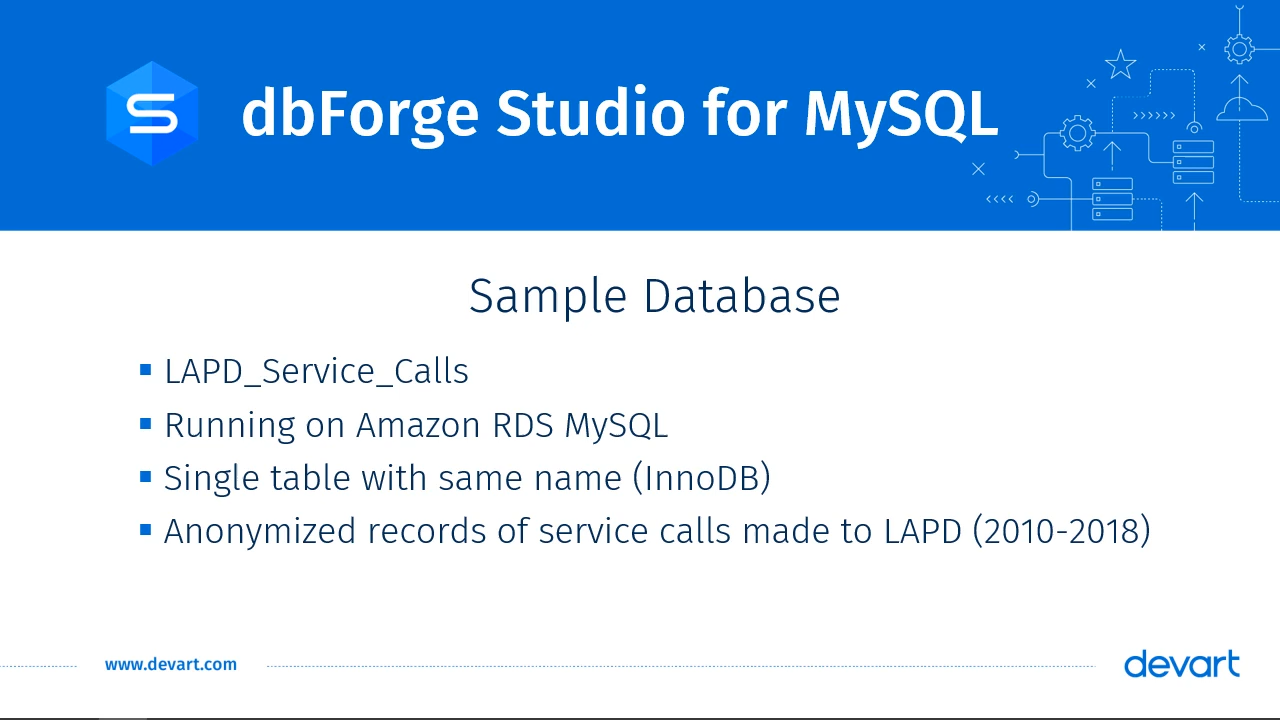 dbForge Studio for MySQL
Sample Database
LAPD_Service_Calls
Running on Amazon RDS MySQL
Single table with same name (InnoDB)
Anonymized records of service calls made to LAPD (2010-2018)
www.devart.com
devart